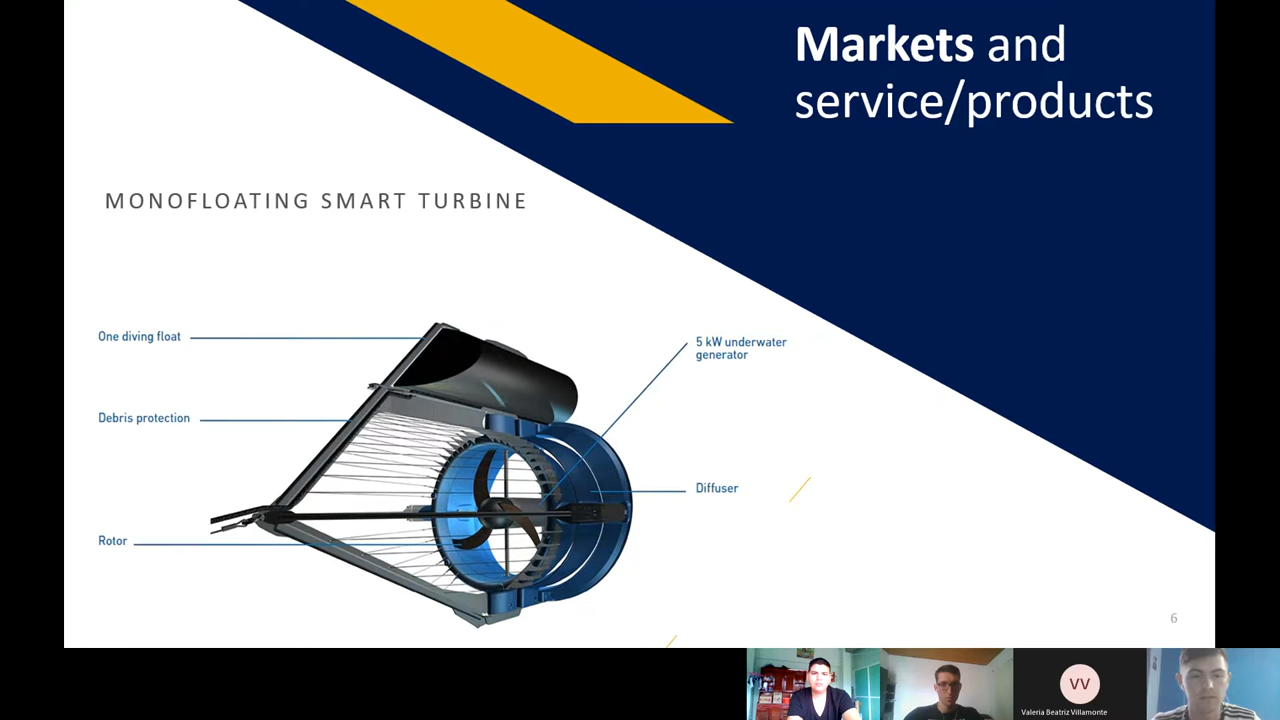 Markets and
service/products
MONOFLOATING SMART TURBINE
One diving float
Debris protection
Rotor
5 kW underwater
generator
Diffuser
6
VV
Valeria Beatriz Villamonte